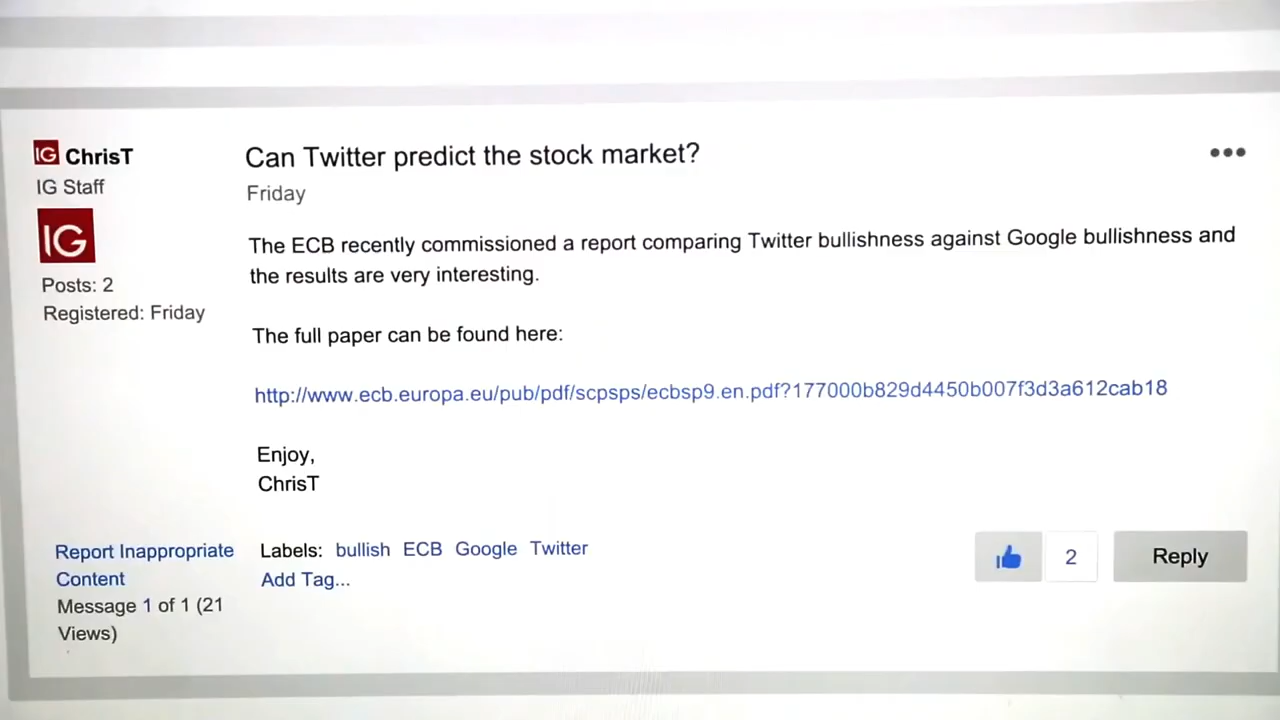 IG ChrisT
IG Staff
IG
Posts: 2
Registered: Friday
Can Twitter predict the stock market?
Friday
The ECB recently commissioned a report comparing Twitter bullishness against Google bullishness and
the results are very interesting.
The full paper can be found here:
http://www.ecb.europa.eu/pub/pdf/scpsps/ecbsp9.en.pdf?177000b829d4450b007f3d3a612cab18
Enjoy,
ChrisT
Report Inappropriate
Content
Message 1 of 1 (21
Views)
Labels: bullish ECB Google Twitter
Add Tag...
2
Reply